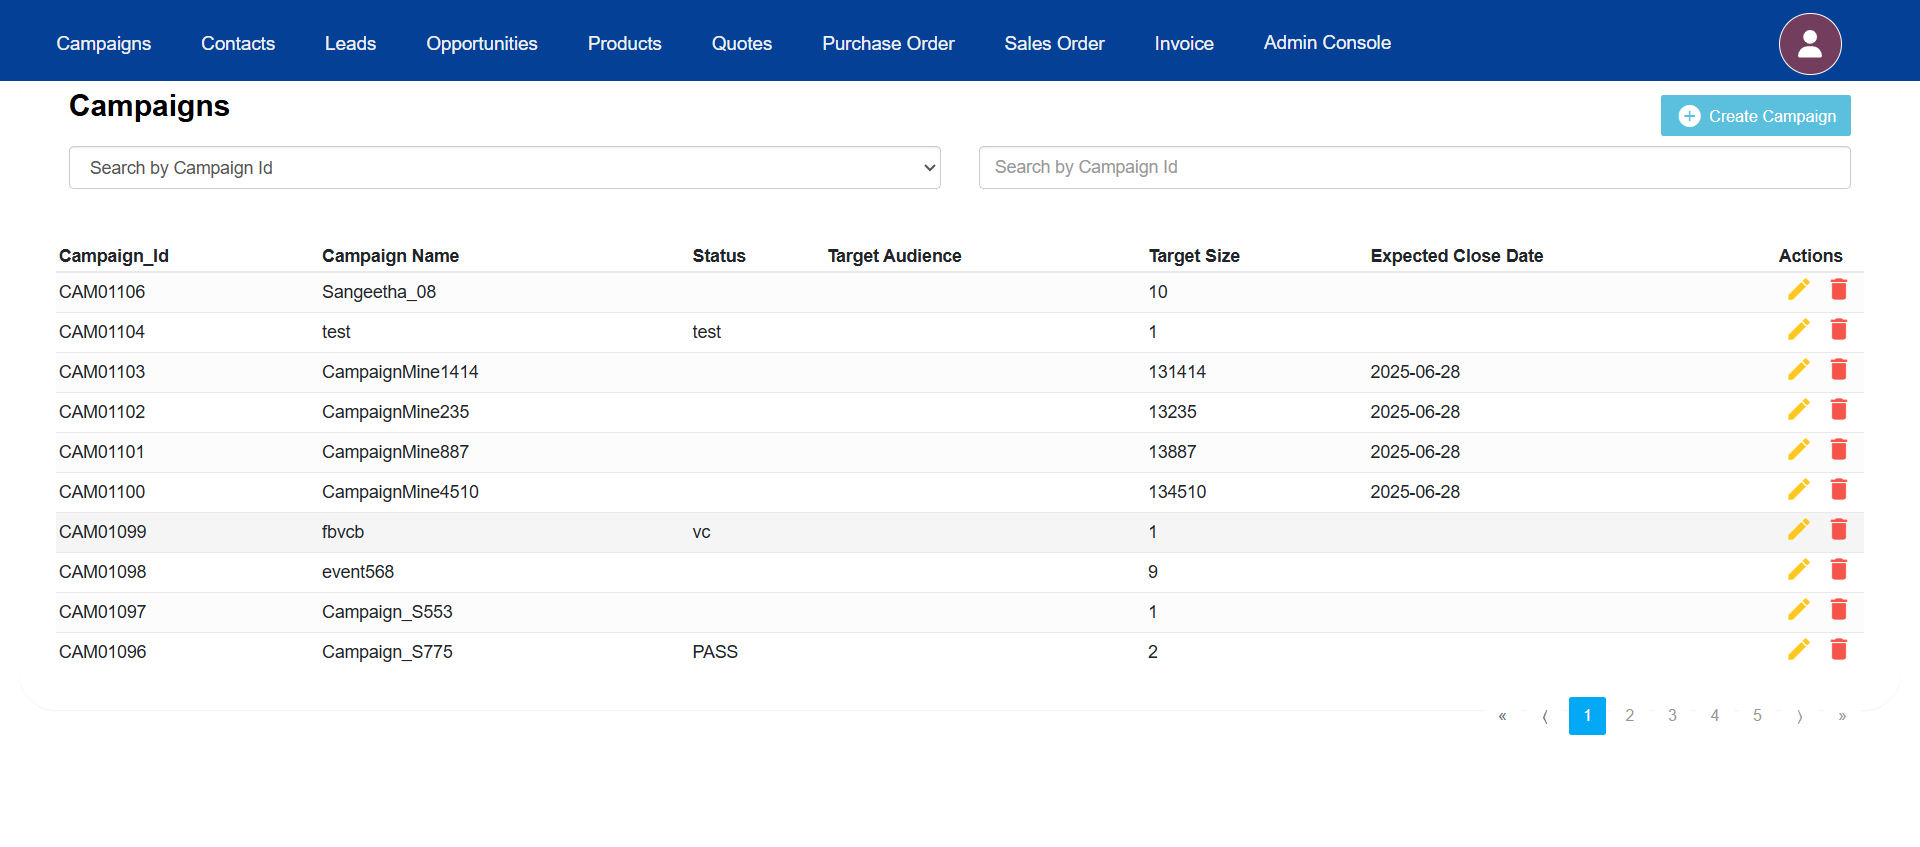 Campaigns Contacts Leads Opportunities Products Quotes Purchase Order Sales Order Invoice Admin Console
Campaigns
Create Campaign
Search by Campaign Id Search by Campaign Id
Campaign_Id Campaign Name Status Target Audience Target Size Expected Close Date Actions
CAM01106 Sangeetha_08 10
CAM01104 test test 1
CAM01103 CampaignMine1414 131414 2025-06-28
CAM01102 CampaignMine235 13235 2025-06-28
CAM01101 CampaignMine887 13887 2025-06-28
CAM01100 CampaignMine4510 134510 2025-06-28
CAM01099 fbvcb vc 1
CAM01098 event568 9
CAM01097 Campaign_S553 1
CAM01096 Campaign_S775 PASS 2
« ⟨ 1 2 3 4 5 ⟩ »